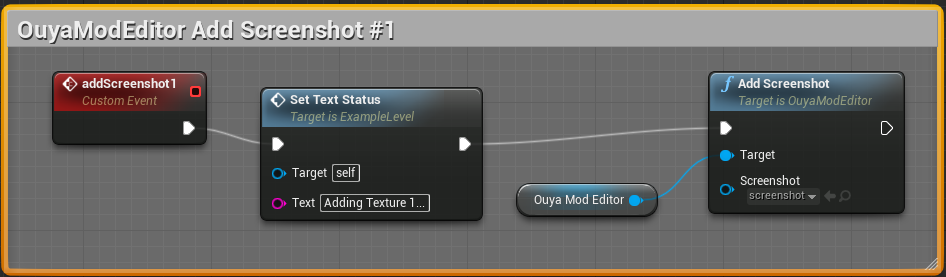 OuyaModEditor Add Screenshot #1
addScreenshot1
Custom Event
Set Text Status
Target is ExampleLevel
Target self
Text Adding Texture 1...
Ouya Mod Editor
f Add Screenshot
Target is OuyaModEditor
Target
Screenshot
screenshot